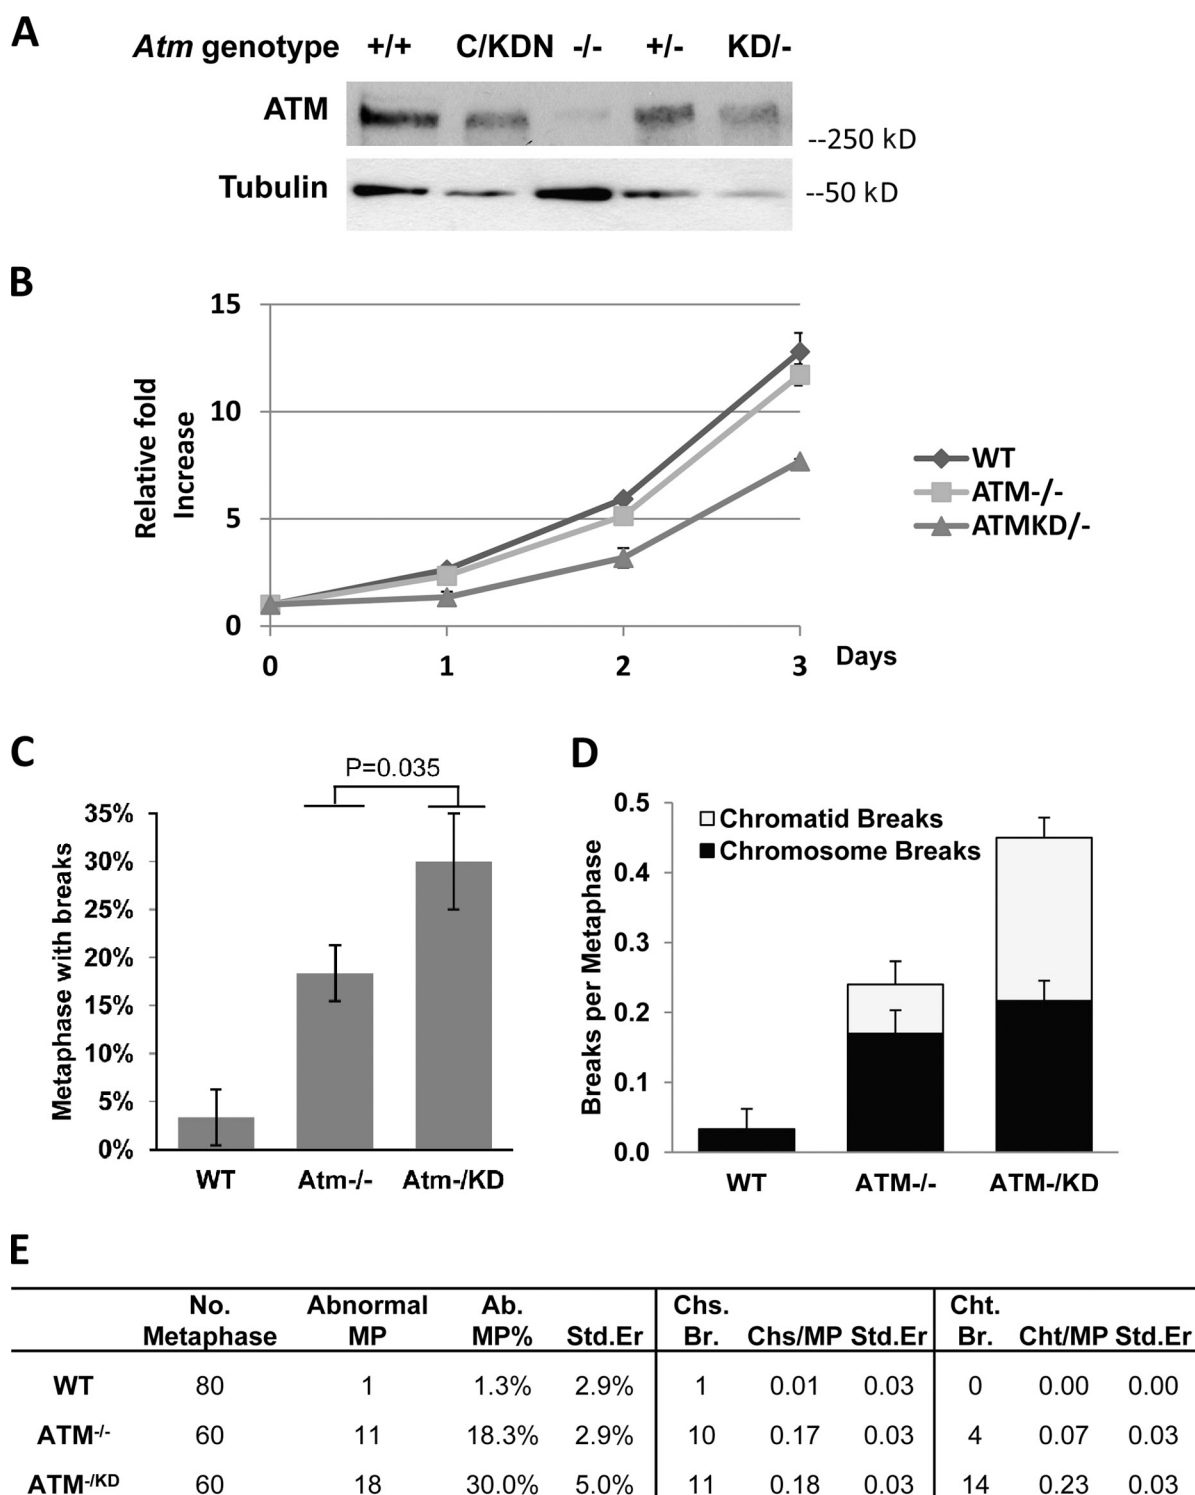 A
Atm genotype +/+ C/KDN -/- +/- KD/-
ATM
--250 kD
Tubulin
--50 kD
B
15
10
5
0
Relative fold
Increase
0 1 2 3 Days
WT
ATM-/-
ATMKD/-
C
P=0.035
35%
30%
25%
20%
15%
10%
5%
0%
Metaphase with breaks
WT Atm-/- Atm-/KD
D
Chromatid Breaks
Chromosome Breaks
0.5
0.4
0.3
0.2
0.1
0.0
Breaks per Metaphase
WT ATM-/- ATM-/KD
E
No. Abnormal Ab. Chs. Cht.
Metaphase MP MP% Std.Er Br. Chs/MP Std.Er Br. Cht/MP Std.Er
WT 80 1 1.3% 2.9% 1 0.01 0.03 0 0.00 0.00
ATM-/- 60 11 18.3% 2.9% 10 0.17 0.03 4 0.07 0.03
ATM-/KD 60 18 30.0% 5.0% 11 0.18 0.03 14 0.23 0.03